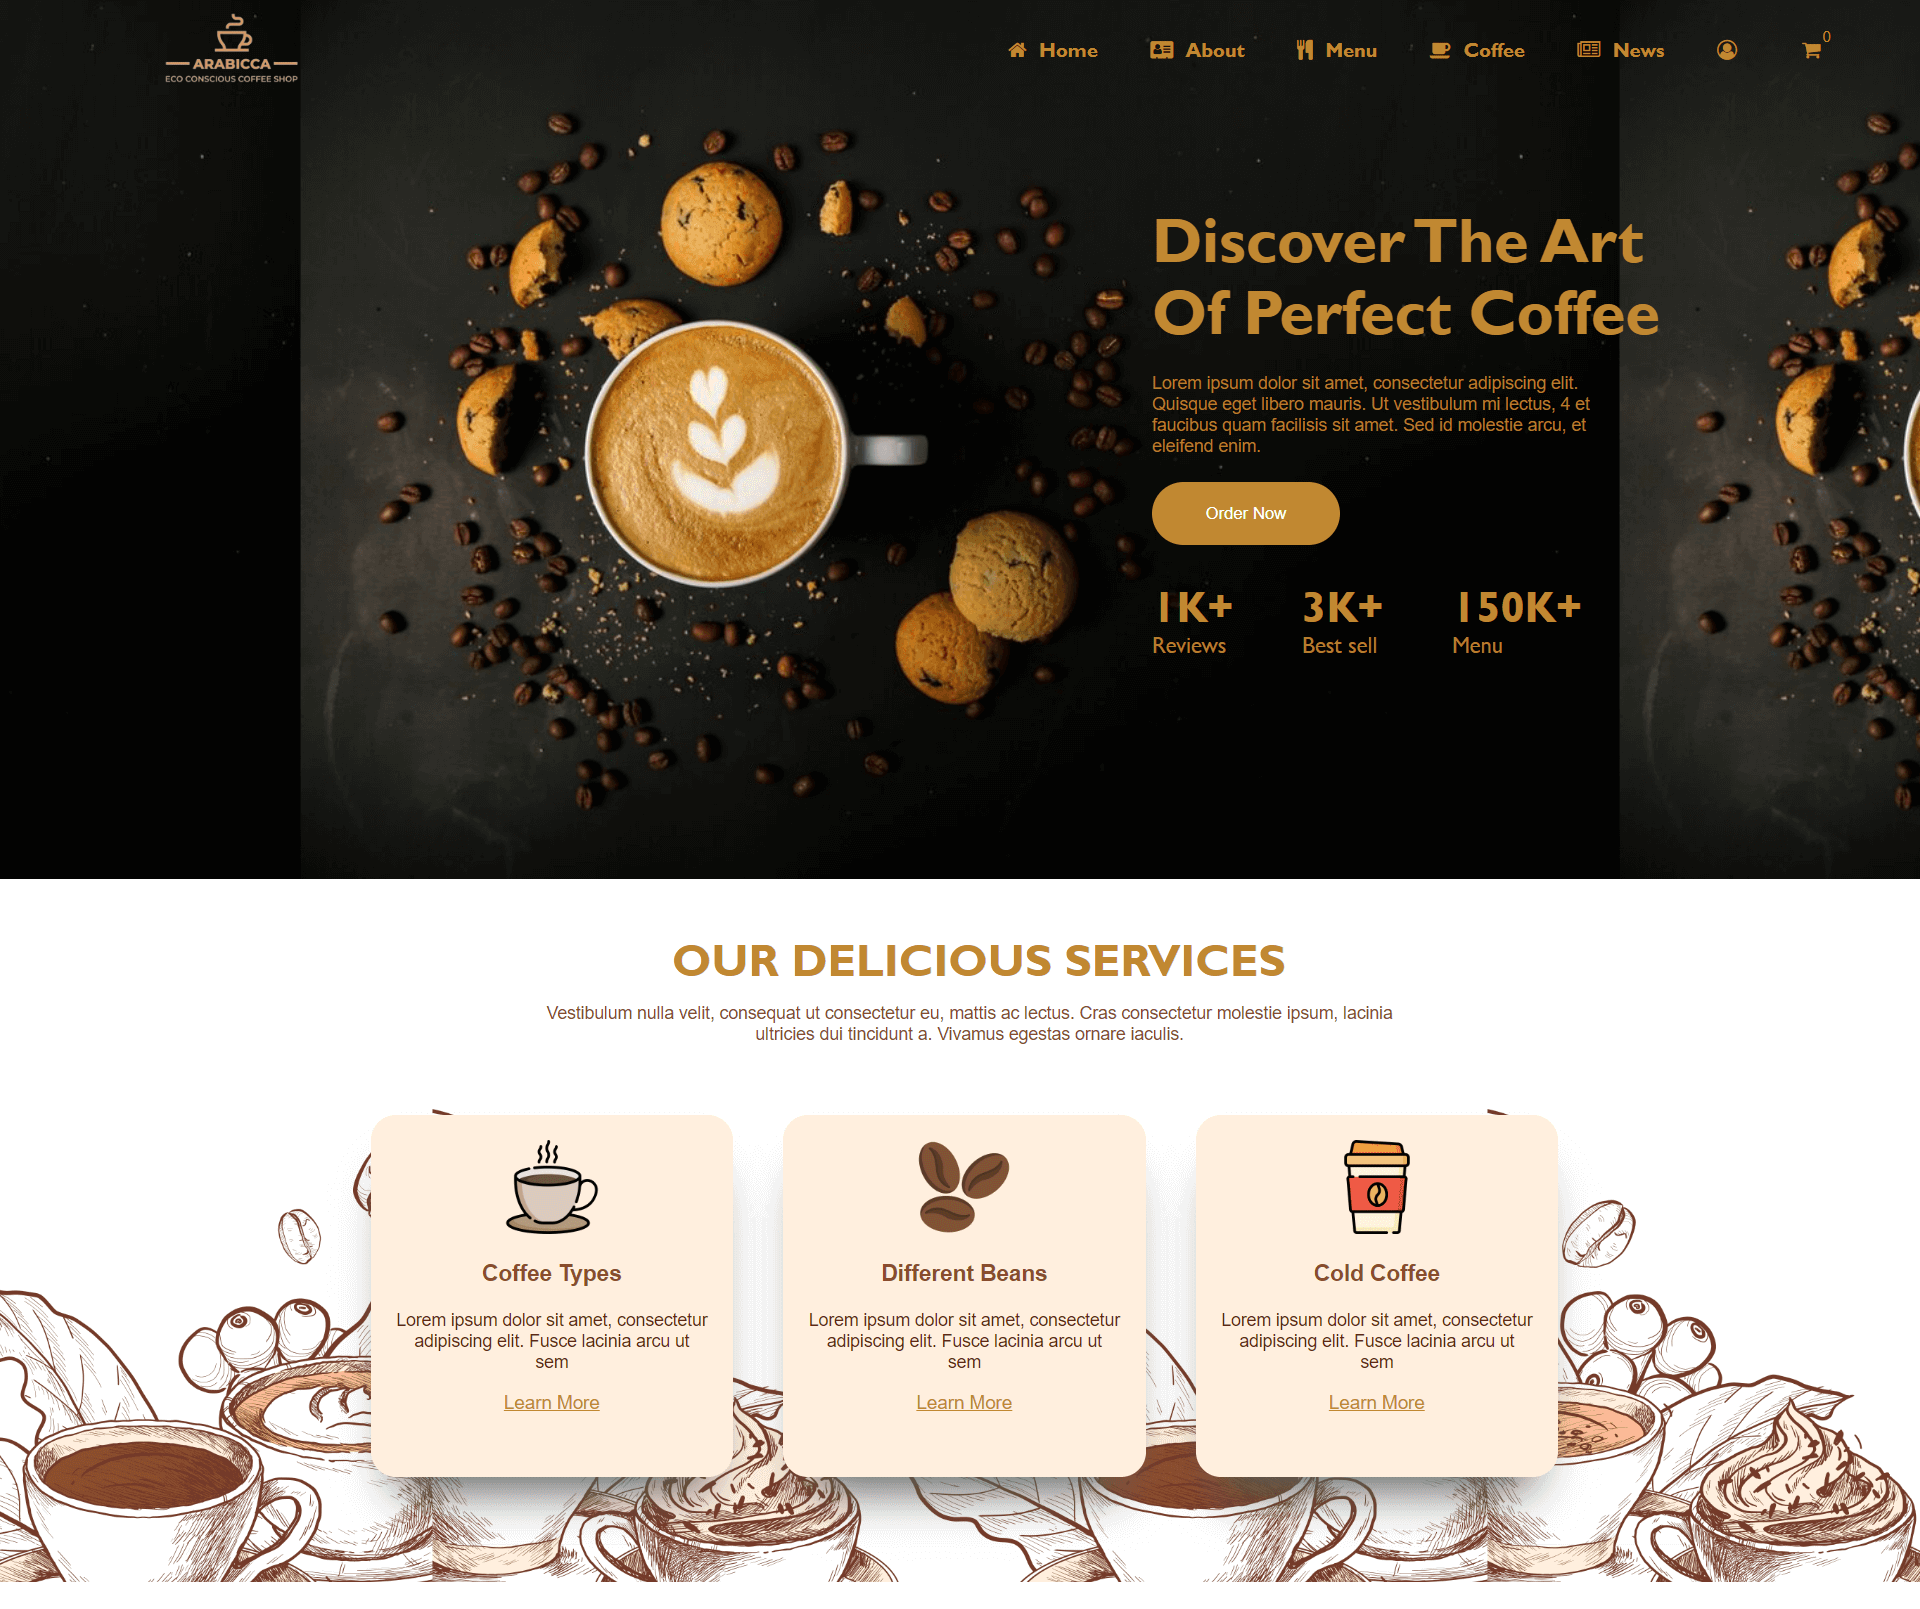 ARABICCA
ECO CONSCIOUS COFFEE SHOP
Home
About
Menu
Coffee
News
0
Discover The Art
Of Perfect Coffee
Lorem ipsum dolor sit amet, consectetur adipiscing elit.
Quisque eget libero mauris. Ut vestibulum mi lectus, 4 et
faucibus quam facilisis sit amet. Sed id molestie arcu, et
eleifend enim.
Order Now
1K+
Reviews
3K+
Best sell
150K+
Menu
OUR DELICIOUS SERVICES
Vestibulum nulla velit, consequat ut consectetur eu, mattis ac lectus. Cras consectetur molestie ipsum, lacinia
ultricies dui tincidunt a. Vivamus egestas ornare iaculis.
Coffee Types
Lorem ipsum dolor sit amet, consectetur
adipiscing elit. Fusce lacinia arcu ut
sem
Learn More
Different Beans
Lorem ipsum dolor sit amet, consectetur
adipiscing elit. Fusce lacinia arcu ut
sem
Learn More
Cold Coffee
Lorem ipsum dolor sit amet, consectetur
adipiscing elit. Fusce lacinia arcu ut
sem
Learn More